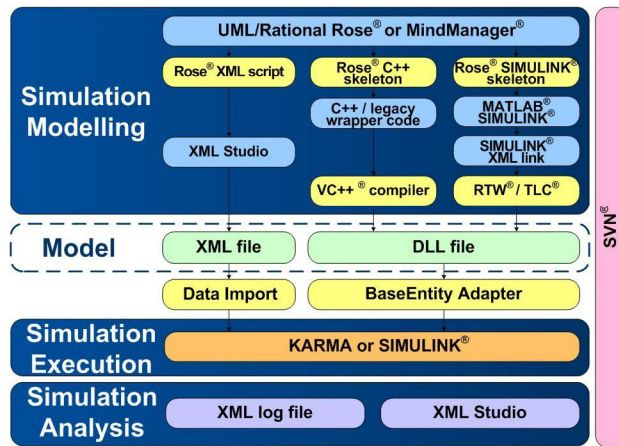 UML/Rational Rose® or MindManager®
Simulation
Modelling
Rose® XML script
Rose® C++
skeleton
Rose® SIMULINK®
skeleton
C++ / legacy
wrapper code
MATLAB®
SIMULINK®
XML Studio
SIMULINK®
XML link
VC++ ® compiler
RTW® / TLC®
SVN®
Model
XML file
DLL file
Data Import
BaseEntity Adapter
Simulation
Execution
KARMA or SIMULINK®
Simulation
Analysis
XML log file
XML Studio